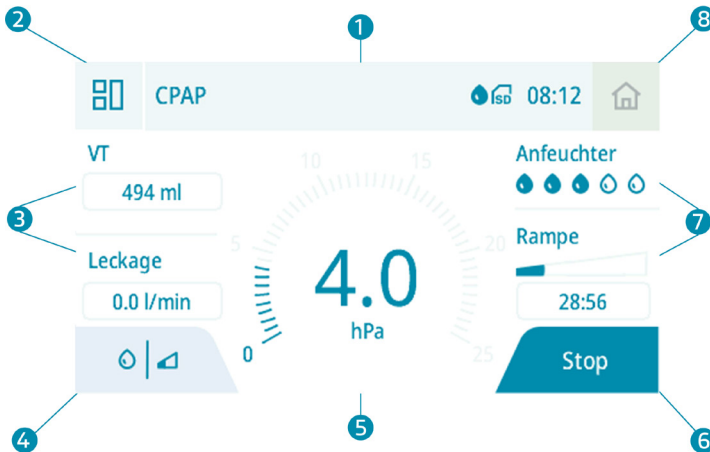 2
1
8
CPAP
SD
08:12
VT
494 ml
3
Leckage
0.0 l/min
4
0
5
10
15
20
25
4.0
hPa
5
Anfeuchter
7
Rampe
28:56
Stop
6